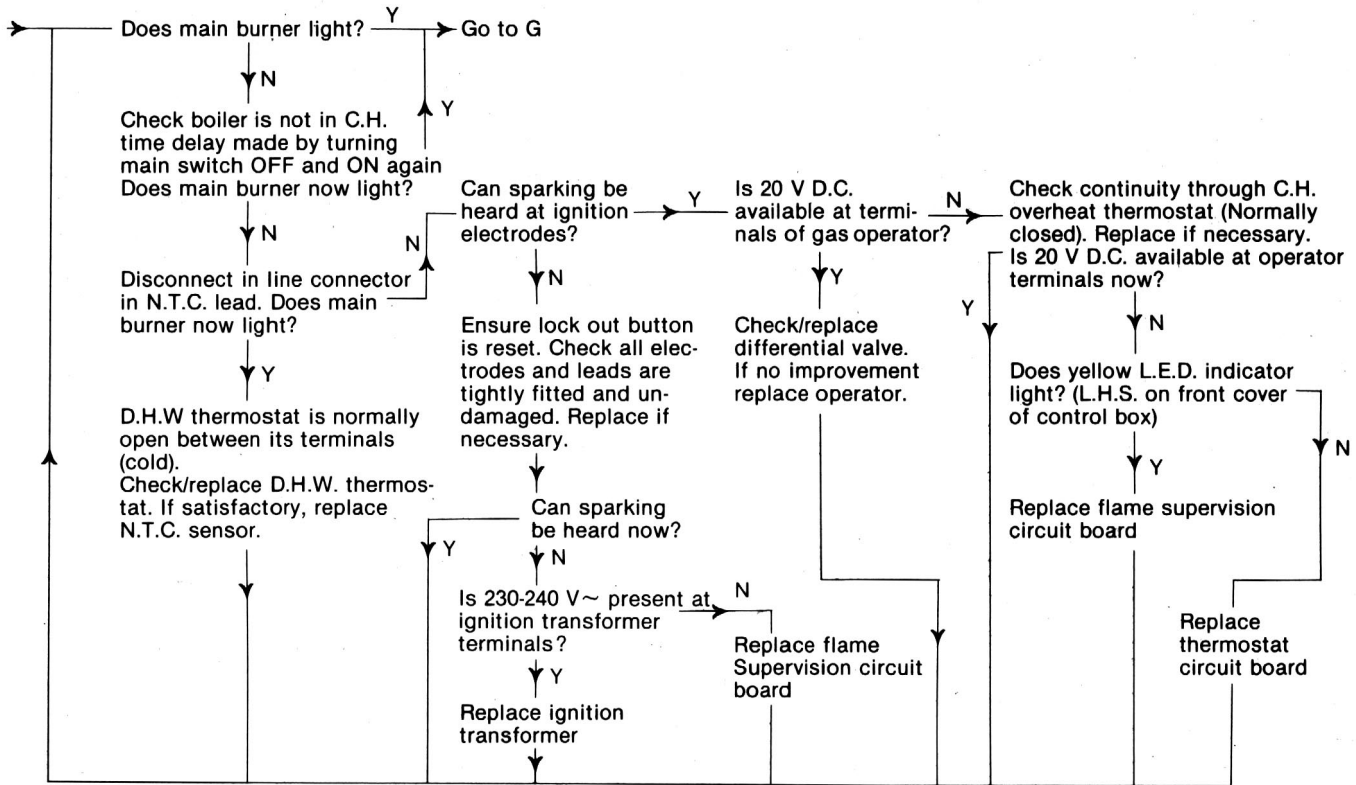 Does main burner light?
Y
Go to G
N
Check boiler is not in C.H.
time delay made by turning
main switch OFF and ON again
Does main burner now light?
Y
N
Disconnect in line connector
in N.T.C. lead. Does main
burner now light?
N
Y
D.H.W thermostat is normally
open between its terminals
(cold).
Check/replace D.H.W. thermos-
tat. If satisfactory, replace
N.T.C. sensor.
Can sparking be
heard at ignition
electrodes?
Y
N
Ensure lock out button
is reset. Check all elec-
trodes and leads are
tightly fitted and un-
damaged. Replace if
necessary.
Can sparking
be heard now?
Y
N
Is 230-240 V~ present at
ignition transformer
terminals?
N
Y
Replace ignition
transformer
Replace flame
Supervision circuit
board
Is 20 V D.C.
available at termi-
nals of gas operator?
N
Y
Check/replace
differential valve.
If no improvement
replace operator.
Check continuity through C.H.
overheat thermostat (Normally
closed). Replace if necessary.
Is 20 V D.C. available at operator
terminals now?
Y
N
Does yellow L.E.D. indicator
light? (L.H.S. on front cover
of control box)
N
Y
Replace flame supervision
circuit board
Replace
thermostat
circuit board